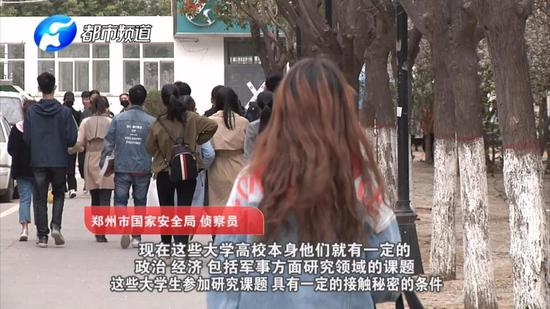 都市频道
郑州市国家安全局 侦察员
现在这些大学高校本身他们就有一定的
政治 经济 包括军事方面研究领域的课题
这些大学生参加研究课题 具有一定的接触秘密的条件